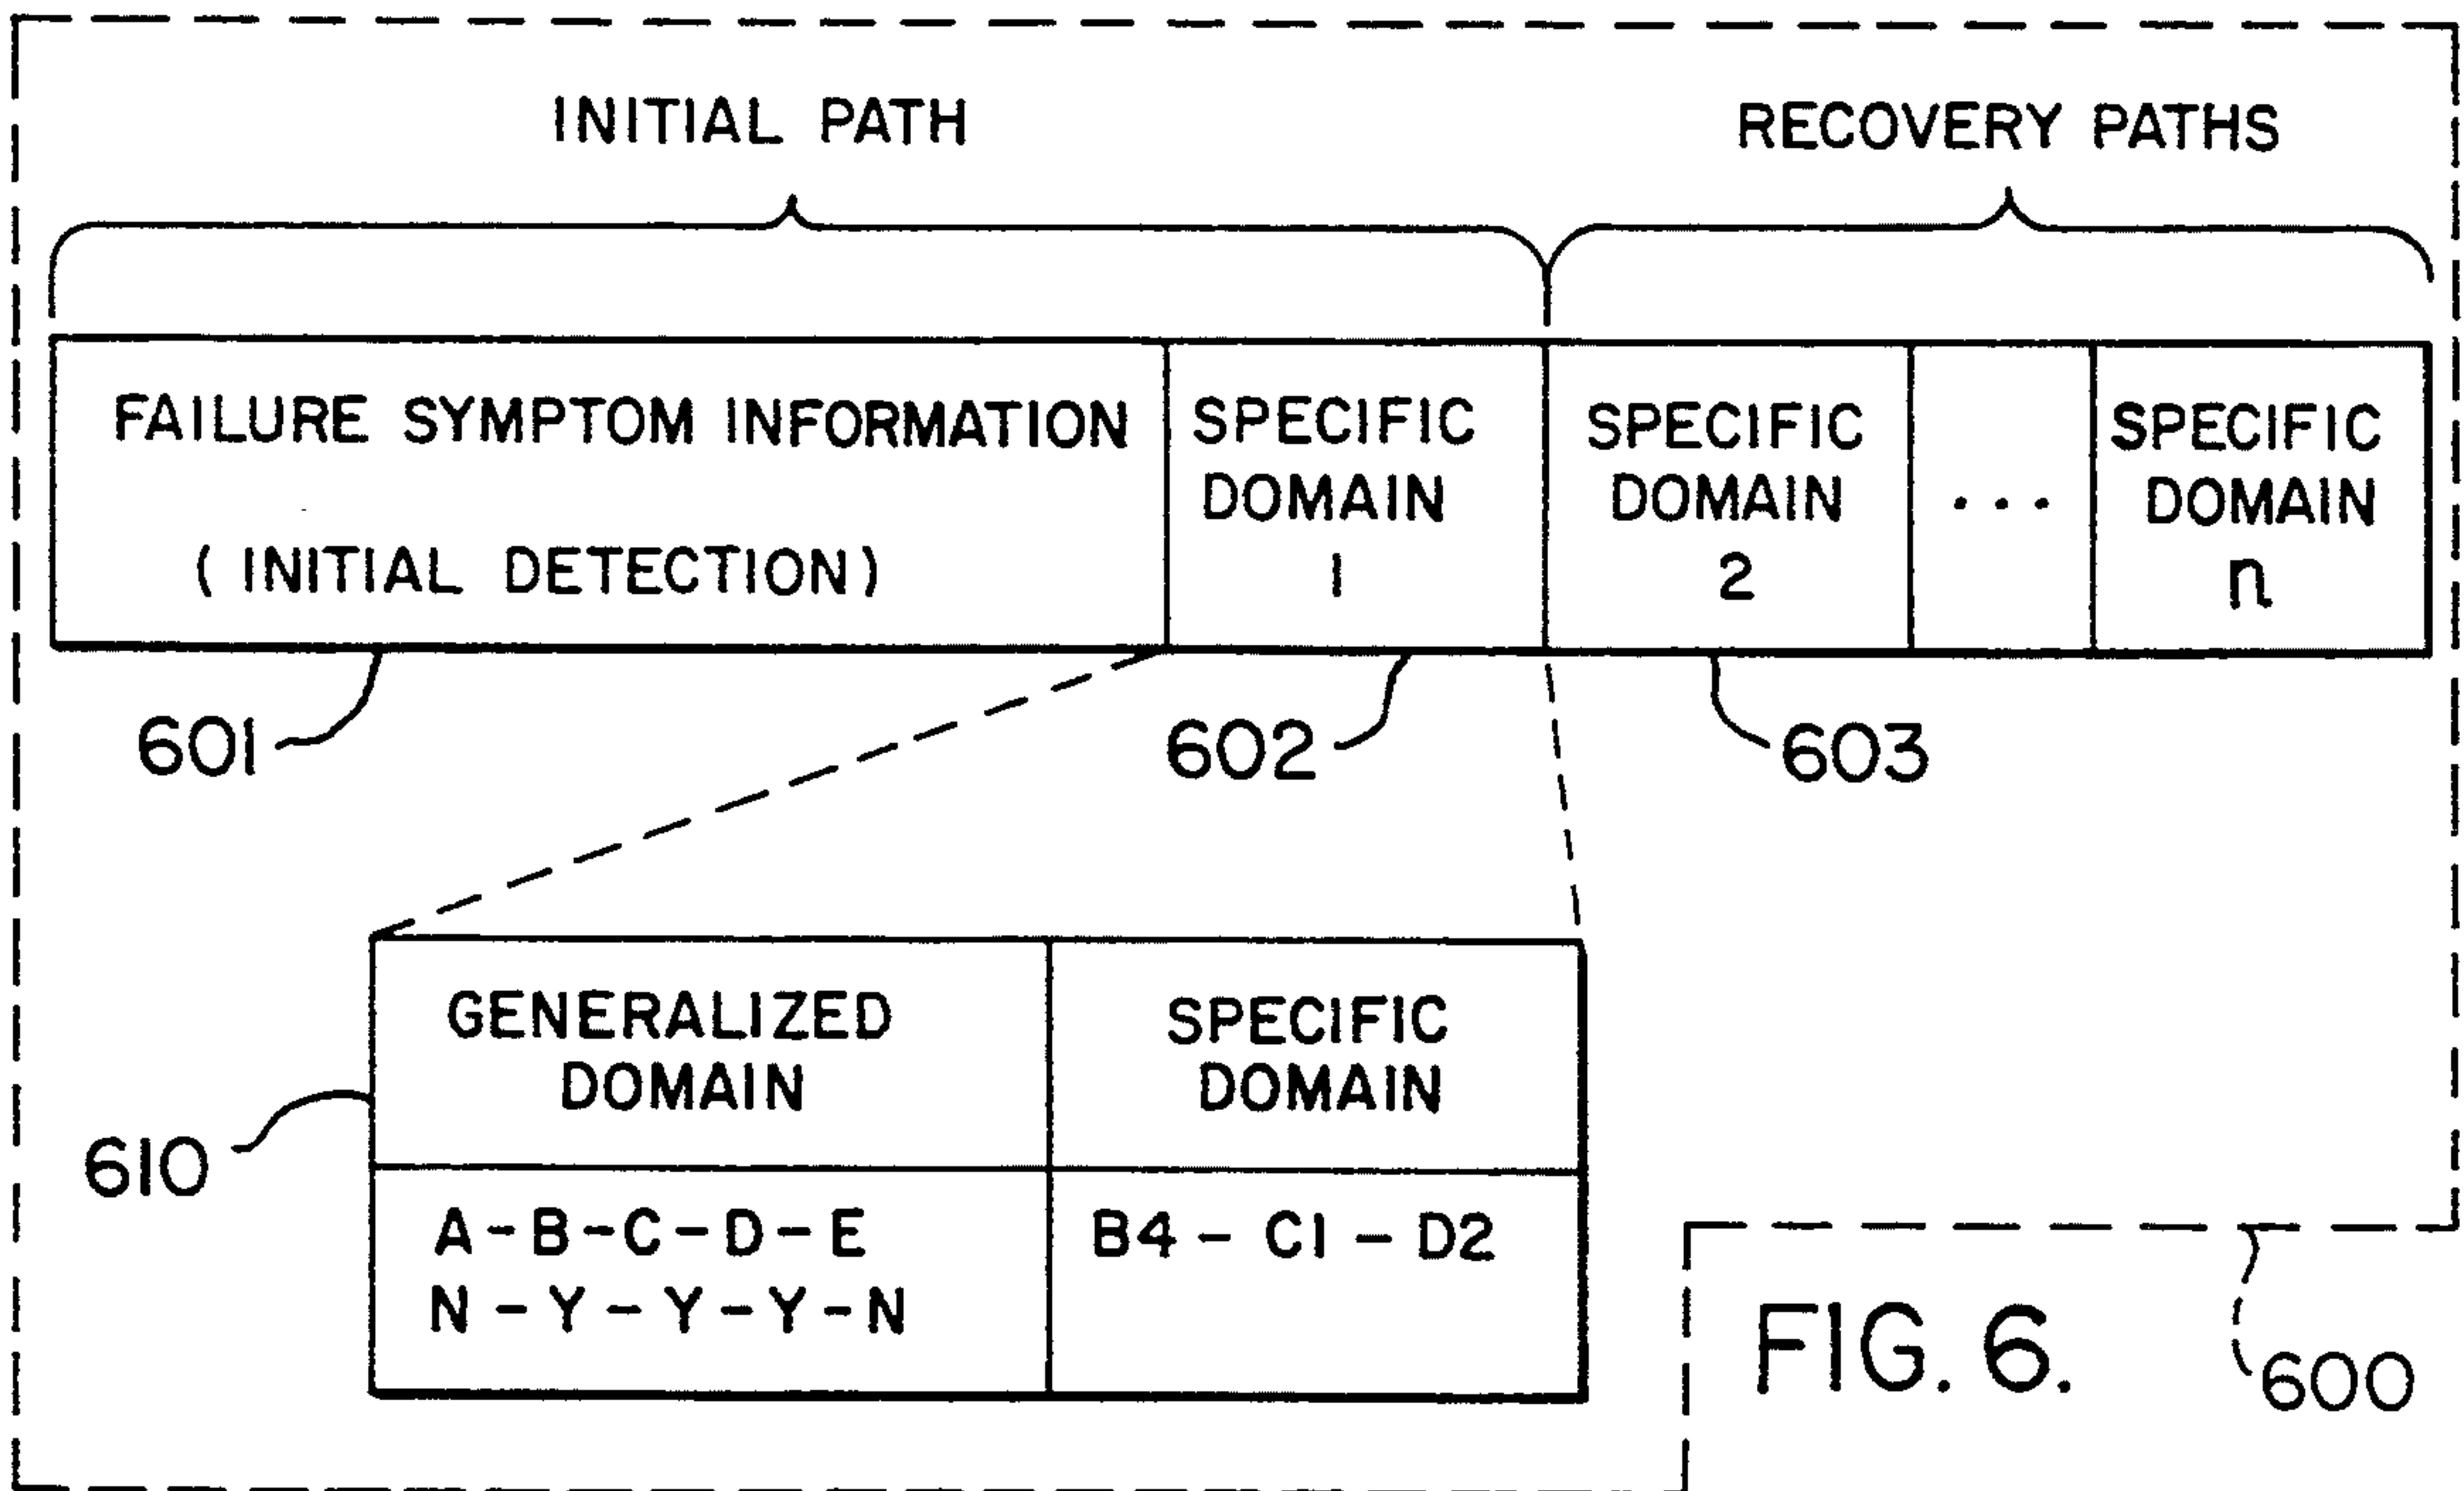 INITIAL PATH
RECOVERY PATHS
FAILURE SYMPTOM INFORMATION
( INITIAL DETECTION )
SPECIFIC
DOMAIN
1
SPECIFIC
DOMAIN
2
...
SPECIFIC
DOMAIN
n
601
602
603
GENERALIZED
DOMAIN
SPECIFIC
DOMAIN
610
A-B-C-D-E
N-Y-Y-Y-N
B4 - C1 - D2
FIG. 6.
600